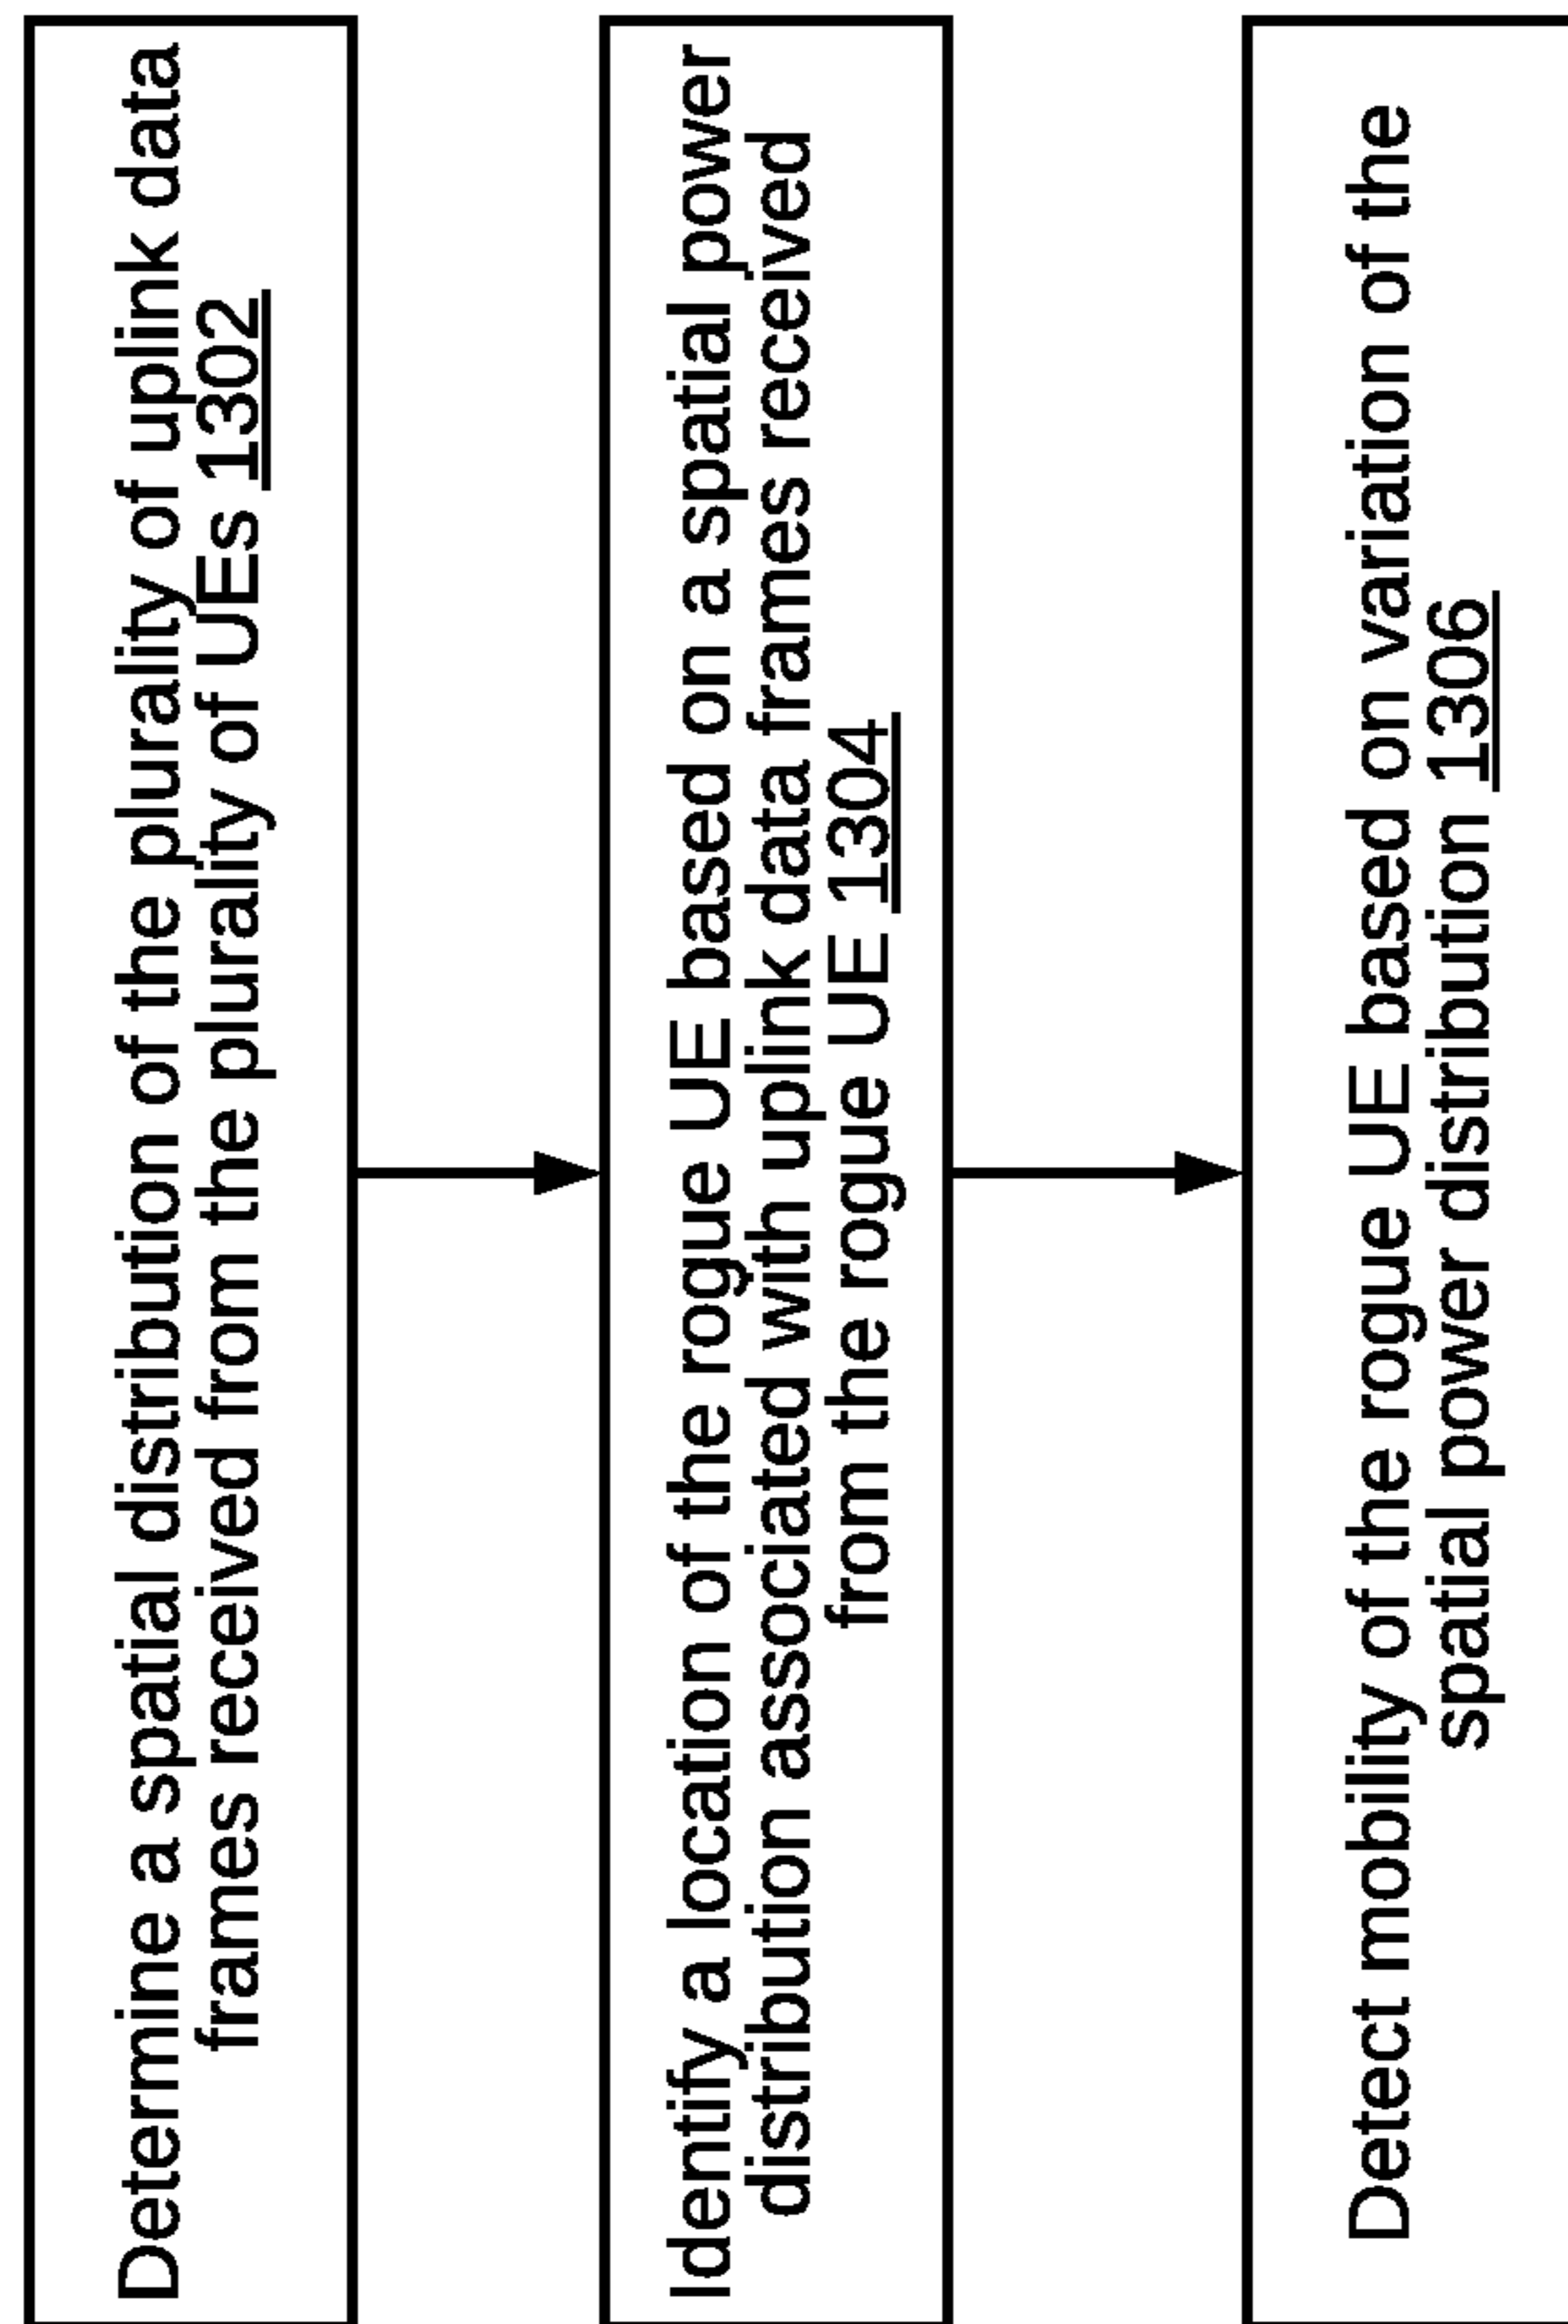 Determine a spatial distribution of the plurality of uplink data
frames received from the plurality of UEs 1302
Identify a location of the rogue UE based on a spatial power
distribution associated with uplink data frames received
from the rogue UE 1304
Detect mobility of the rogue UE based on variation of the
spatial power distribution 1306